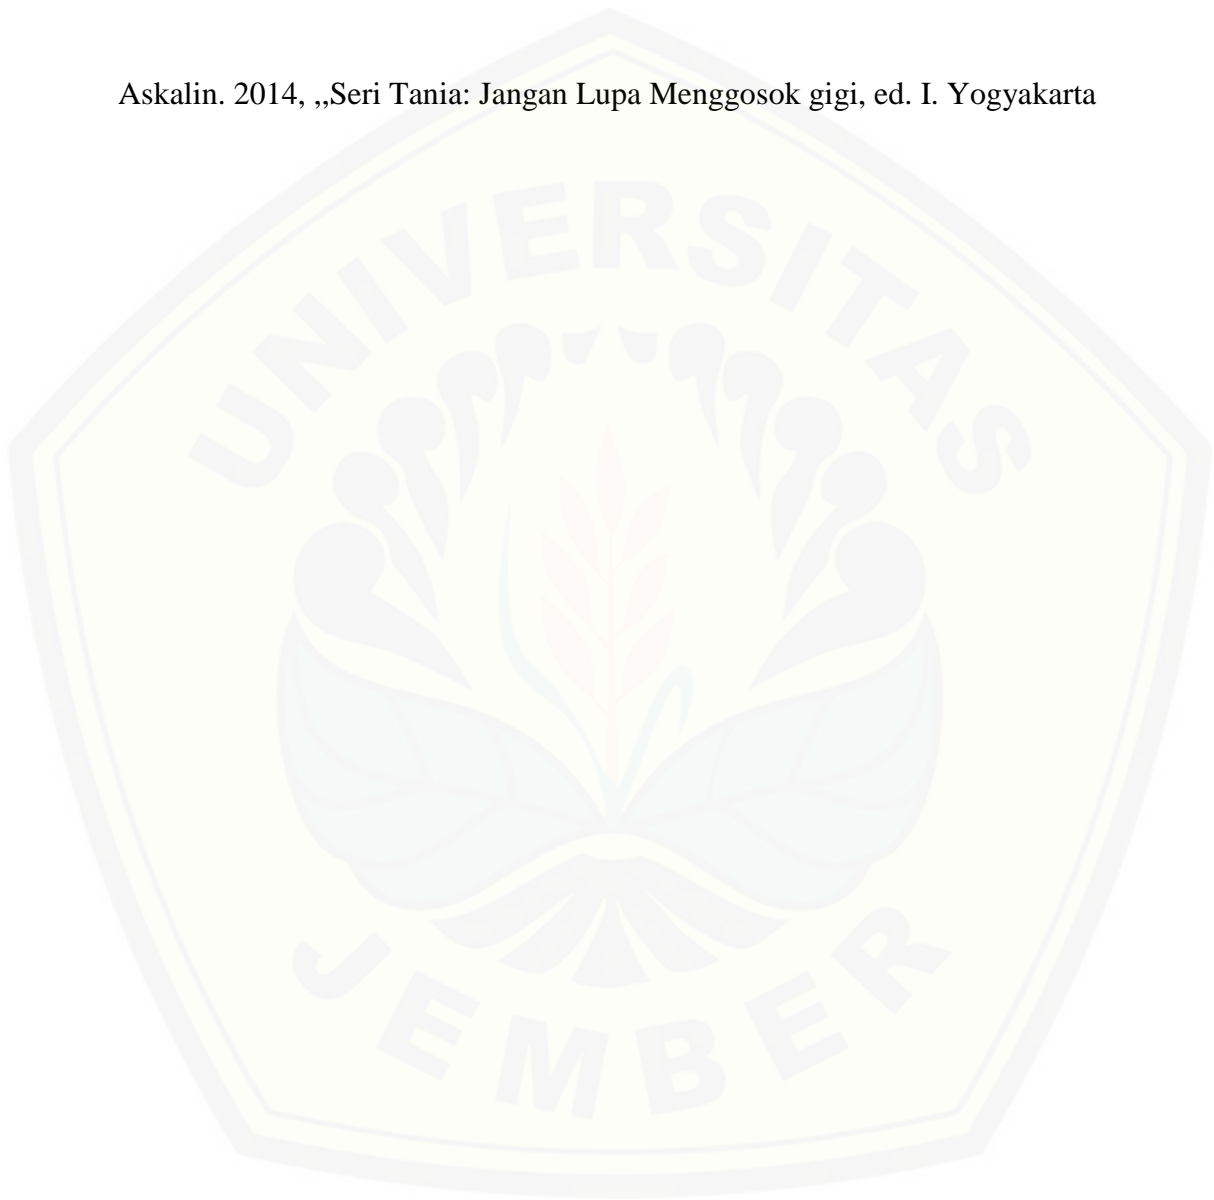 Askalin. 2014, ,,Seri Tania: Jangan Lupa Menggosok gigi, ed. I. Yogyakarta
UNIVERSITAS
JEMBER